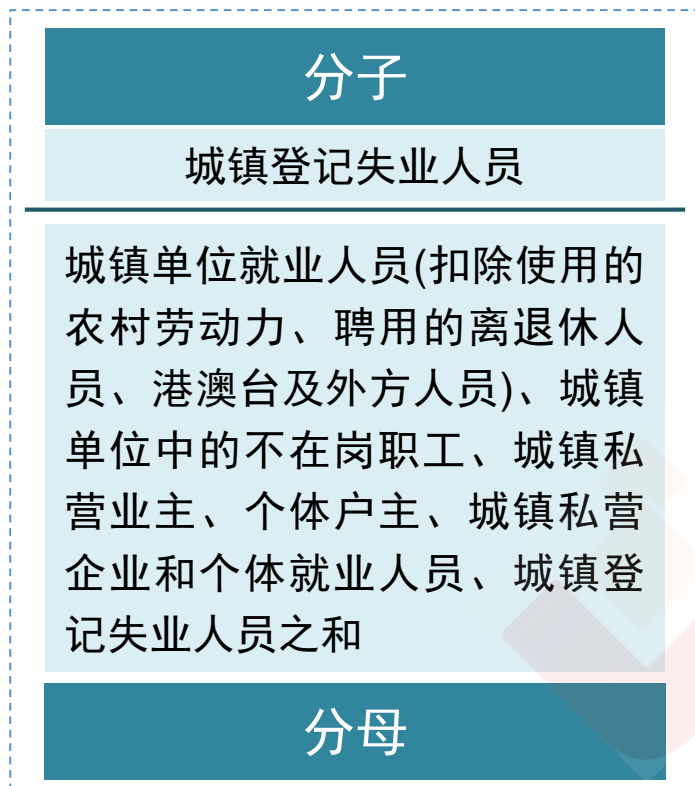 分子
城镇登记失业人员
城镇单位就业人员(扣除使用的
农村劳动力、聘用的离退休人
员、港澳台及外方人员)、城镇
单位中的不在岗职工、城镇私
营业主、个体户主、城镇私营
企业和个体就业人员、城镇登
记失业人员之和
分母